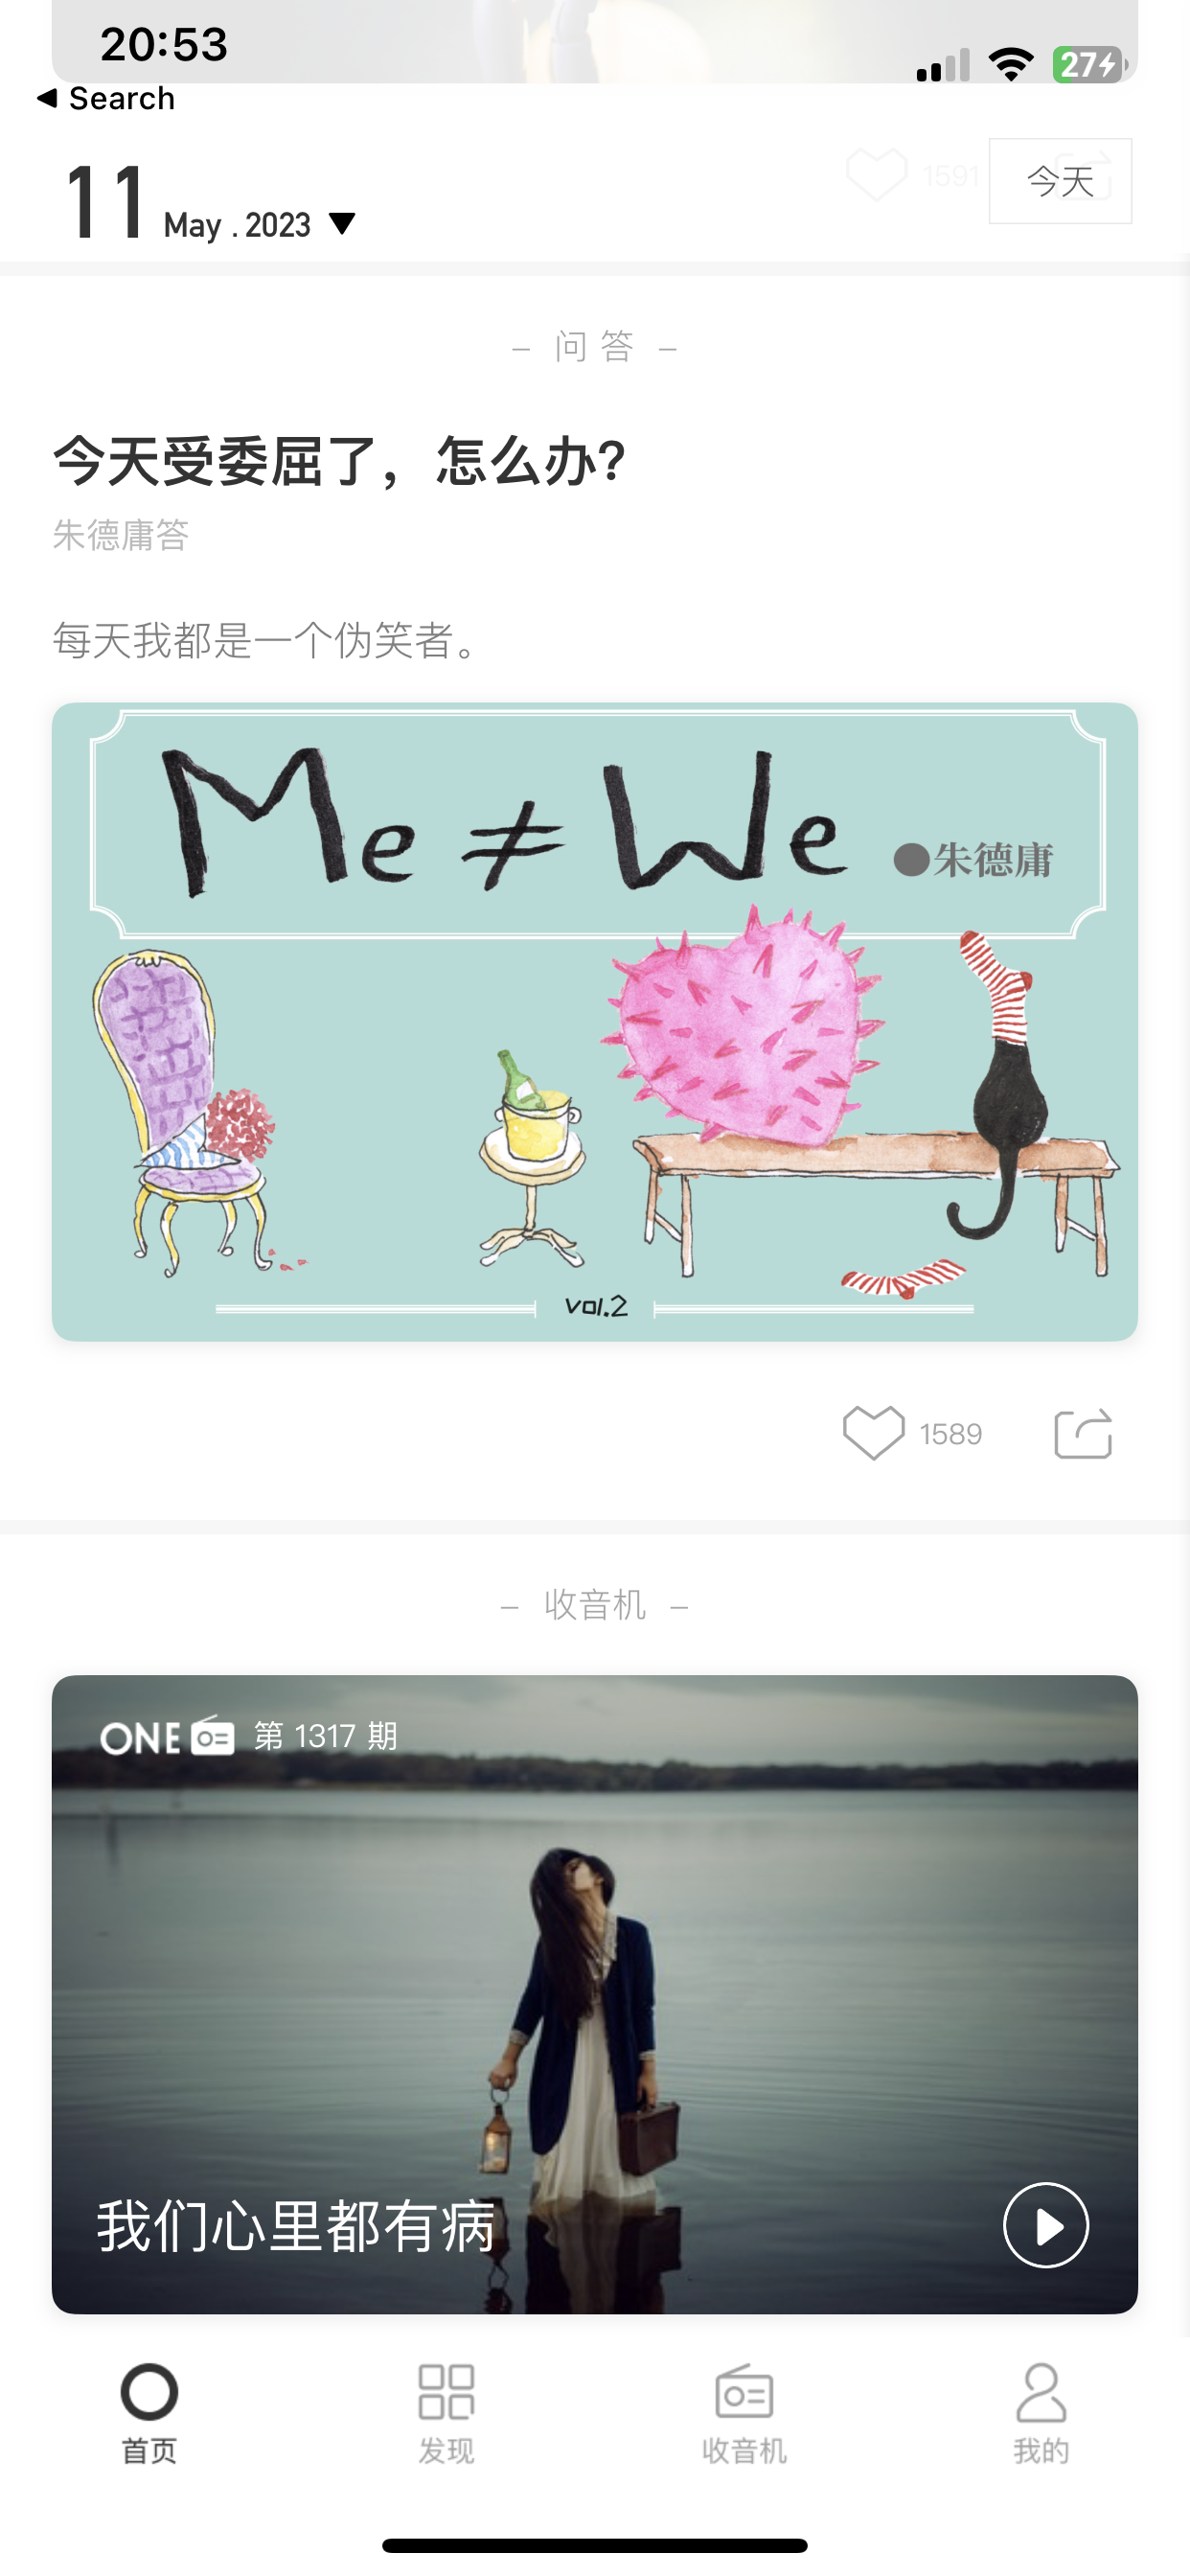 20:53
27
Search
11 May . 2023
1591
今天
– 问 答 –
今天受委屈了，怎么办?
朱德庸答
每天我都是一个伪笑者。
Me ≠ We ●朱德庸
vol.2
1589
– 收音机 –
ONE 第 1317 期
我们心里都有病
首页
发现
收音机
我的